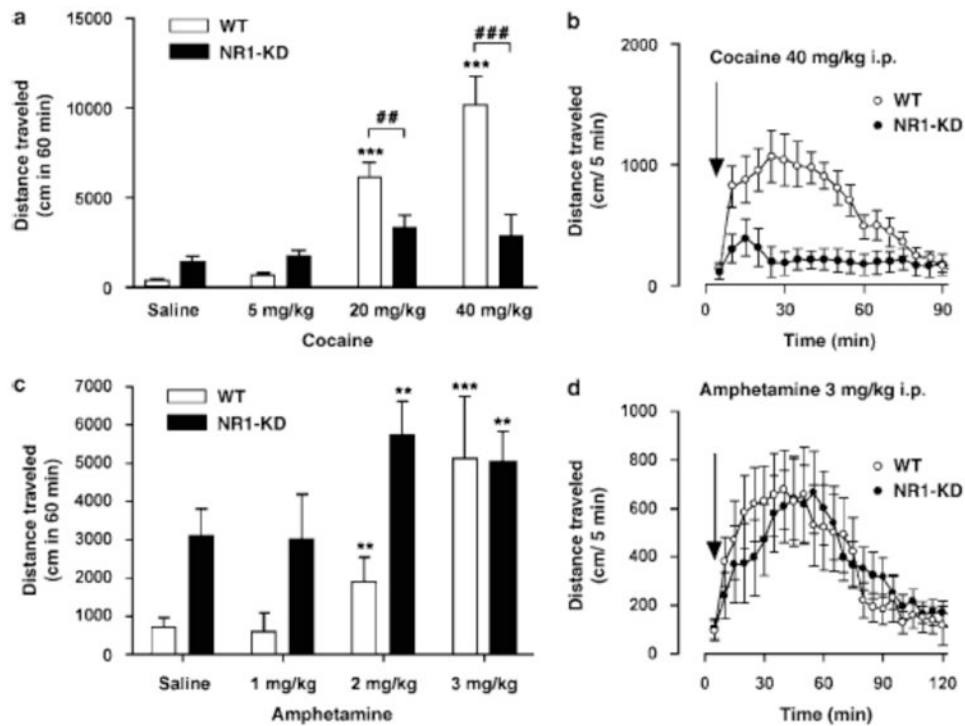 a
WT
NR1-KD
15000
10000
5000
0
Distance traveled
(cm in 60 min)
***
##
***
###
Saline
5 mg/kg
20 mg/kg
40 mg/kg
Cocaine
b
Cocaine 40 mg/kg i.p.
WT
NR1-KD
2000
1000
0
Distance traveled
(cm/ 5 min)
0
30
60
90
Time (min)
c
WT
NR1-KD
7000
6000
5000
4000
3000
2000
1000
0
Distance traveled
(cm in 60 min)
**
**
***
**
Saline
1 mg/kg
2 mg/kg
3 mg/kg
Amphetamine
d
Amphetamine 3 mg/kg i.p.
WT
NR1-KD
1000
800
600
400
200
0
Distance traveled
(cm/ 5 min)
0
30
60
90
120
Time (min)